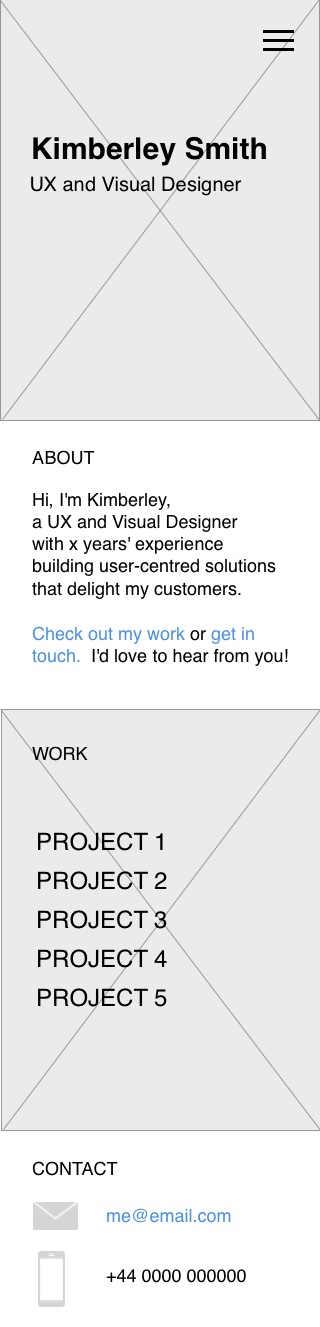 Kimberley Smith
UX and Visual Designer
ABOUT
Hi, I'm Kimberley,
a UX and Visual Designer
with x years' experience
building user-centred solutions
that delight my customers.
Check out my work or get in
touch. I'd love to hear from you!
WORK
PROJECT 1
PROJECT 2
PROJECT 3
PROJECT 4
PROJECT 5
CONTACT
me@email.com
+44 0000 000000